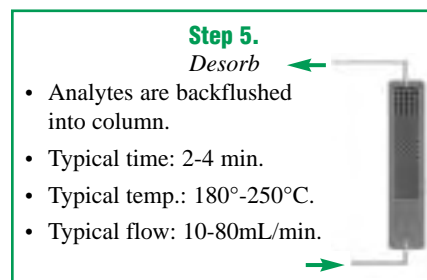 Step 5.
Desorb
• Analytes are backflushed
into column.
• Typical time: 2-4 min.
• Typical temp.: 180°-250°C.
• Typical flow: 10-80mL/min.